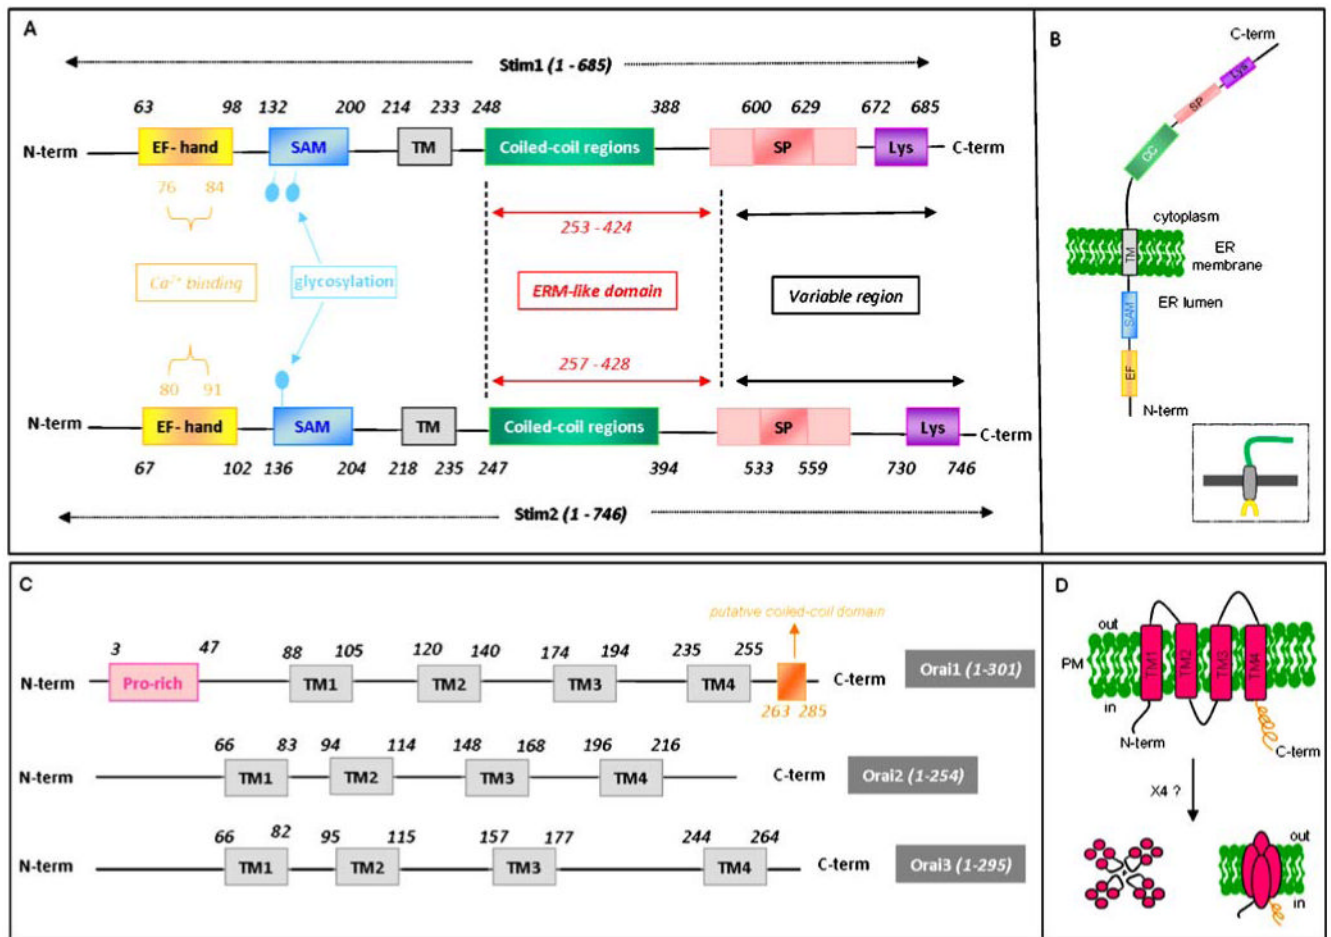 A
Stim1 (1 - 685)
63 98 132 200 214 233 248 388 600 629 672 685
N-term EF- hand SAM TM Coiled-coil regions SP Lys C-term
76 84
253 - 424
Ca²⁺ binding glycosylation ERM-like domain Variable region
257 - 428
80 91
N-term EF- hand SAM TM Coiled-coil regions SP Lys C-term
67 102 136 204 218 235 247 394 533 559 730 746
Stim2 (1 - 746)
B
C-term
Lys
SP
CC
cytoplasm
TM
ER
membrane
SAM
ER lumen
EF
N-term
C
putative coiled-coil domain
3 47 88 105 120 140 174 194 235 255
N-term Pro-rich TM1 TM2 TM3 TM4 C-term Orai1 (1-301)
263 285
66 83 94 114 148 168 196 216
N-term TM1 TM2 TM3 TM4 C-term Orai2 (1-254)
66 82 95 115 157 177 244 264
N-term TM1 TM2 TM3 TM4 C-term Orai3 (1-295)
D
out
PM TM1 TM2 TM3 TM4
in
N-term
C-term
X4 ?
out
in